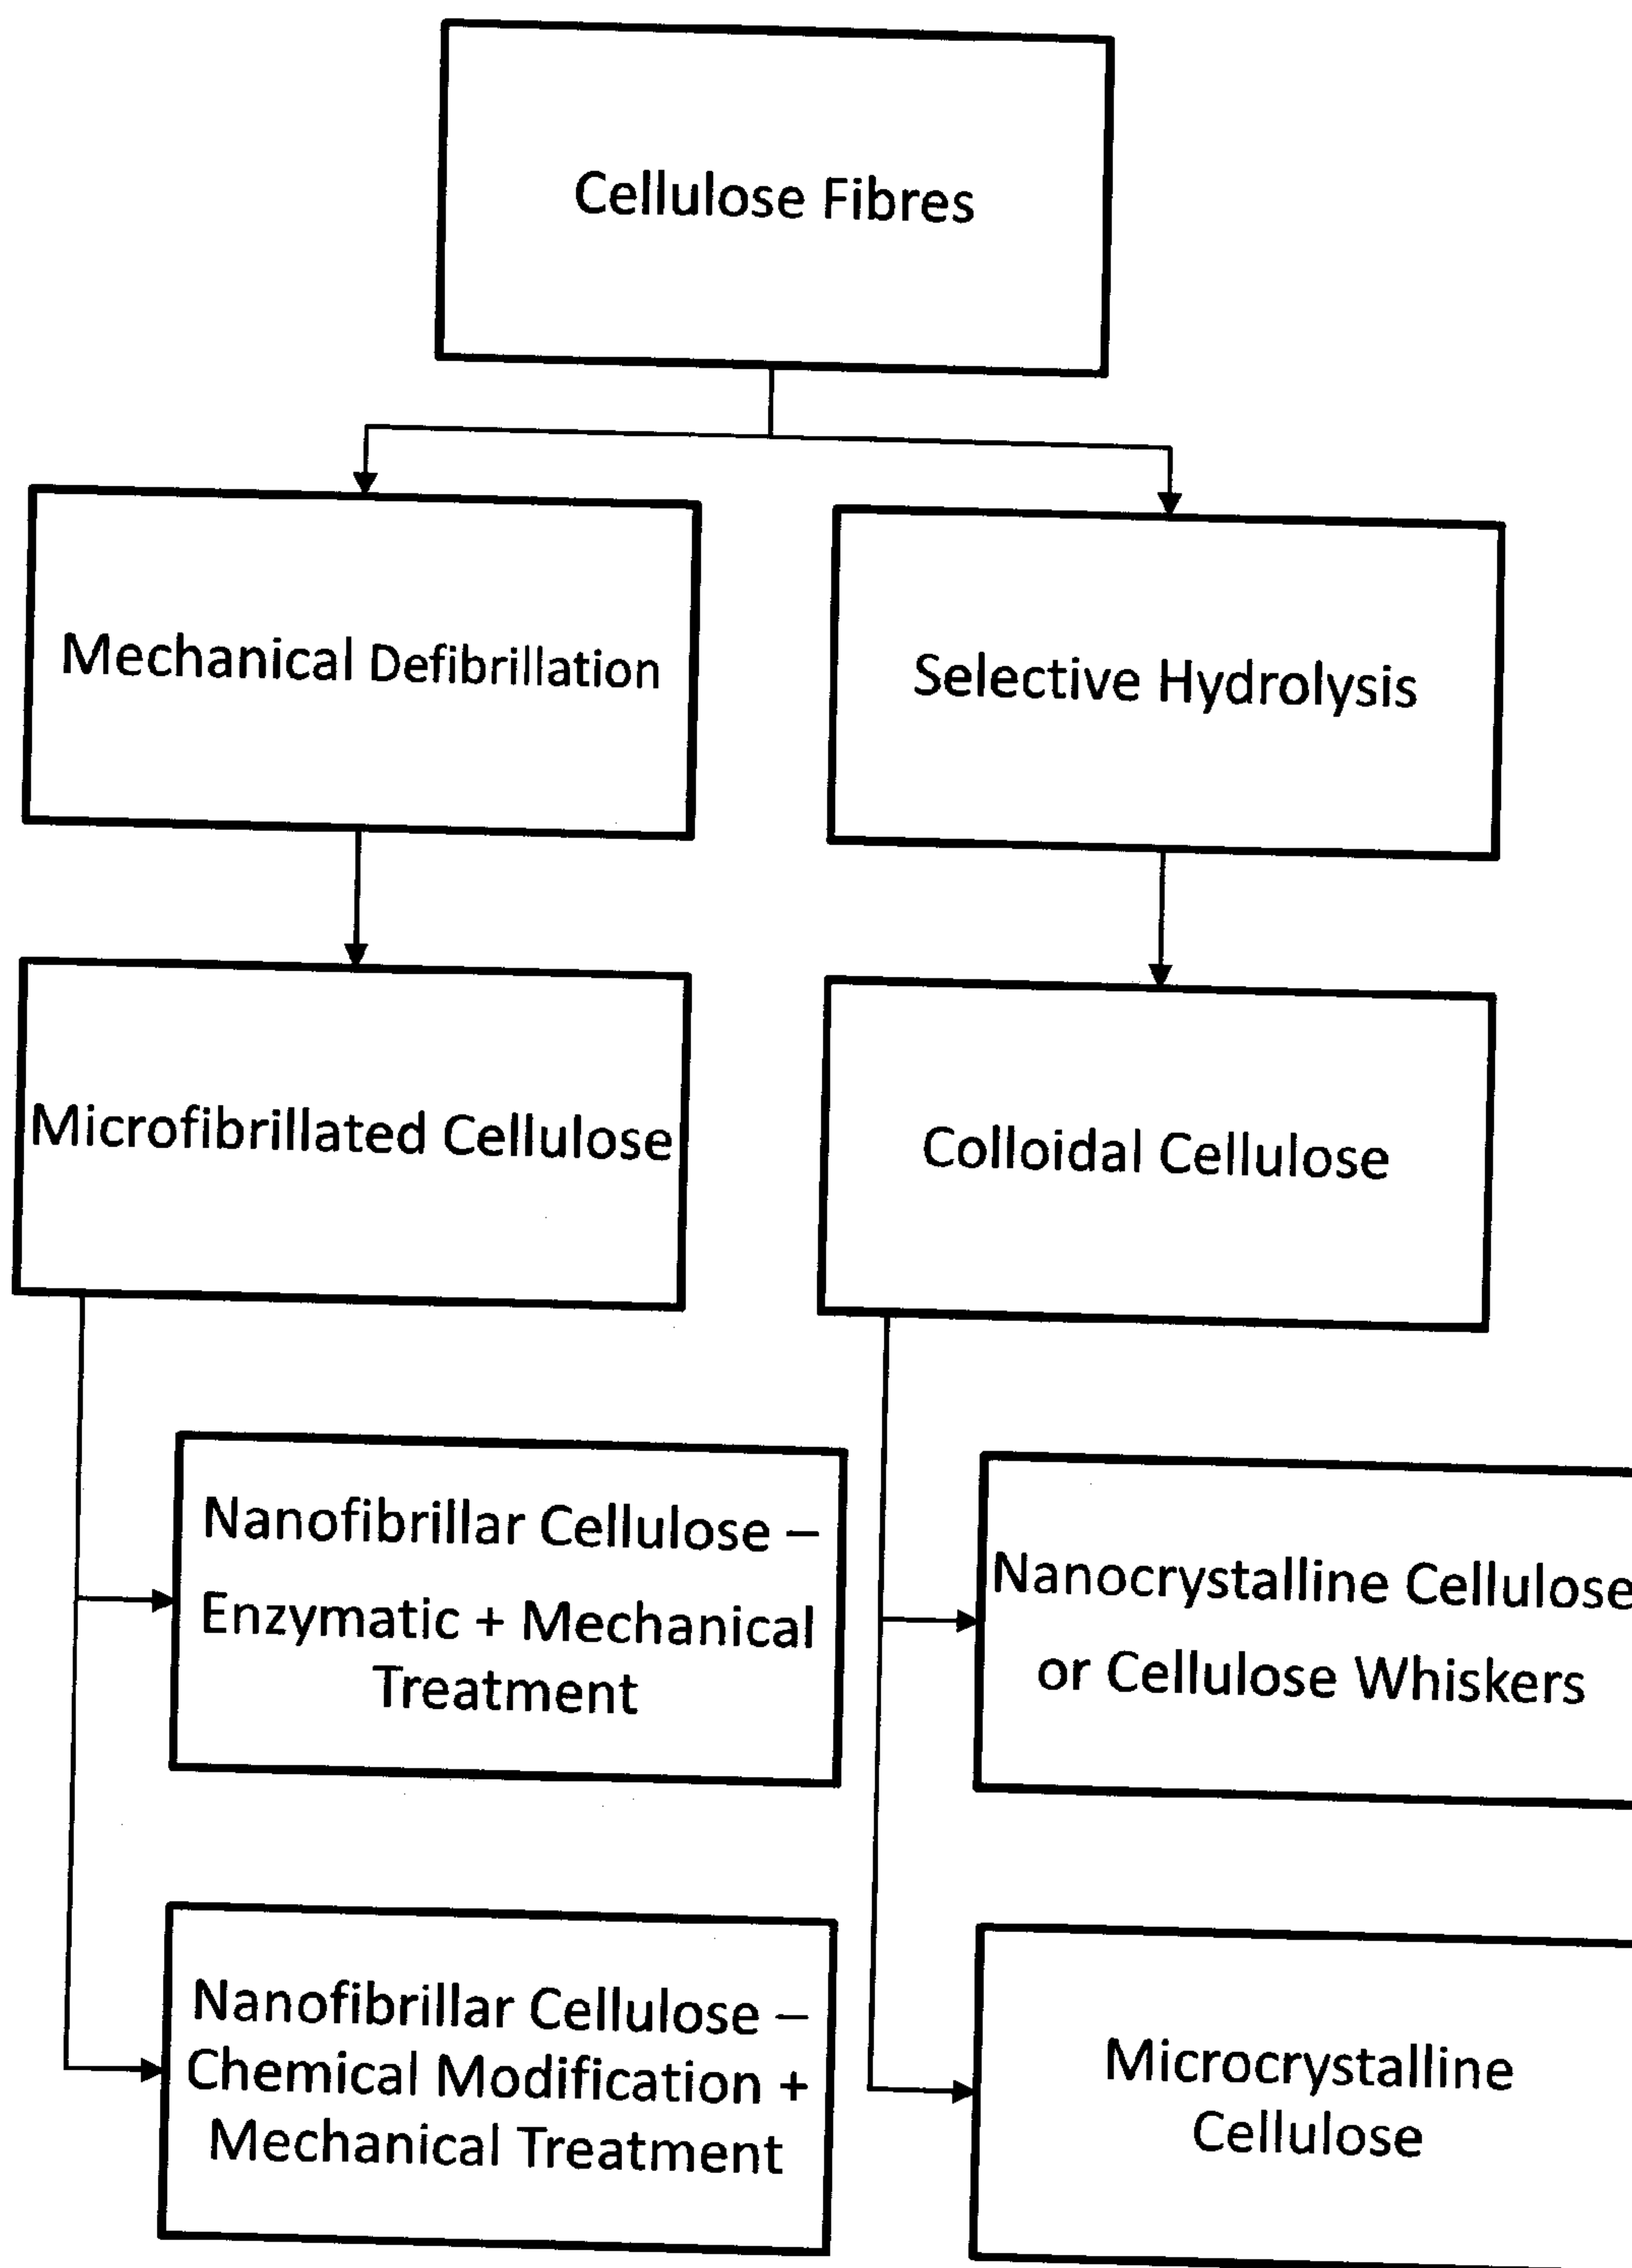 Cellulose Fibres
Mechanical Defibrillation
Selective Hydrolysis
Microfibrillated Cellulose
Colloidal Cellulose
Nanofibrillar Cellulose –
Enzymatic + Mechanical
Treatment
Nanocrystalline Cellulose
or Cellulose Whiskers
Nanofibrillar Cellulose –
Chemical Modification +
Mechanical Treatment
Microcrystalline
Cellulose